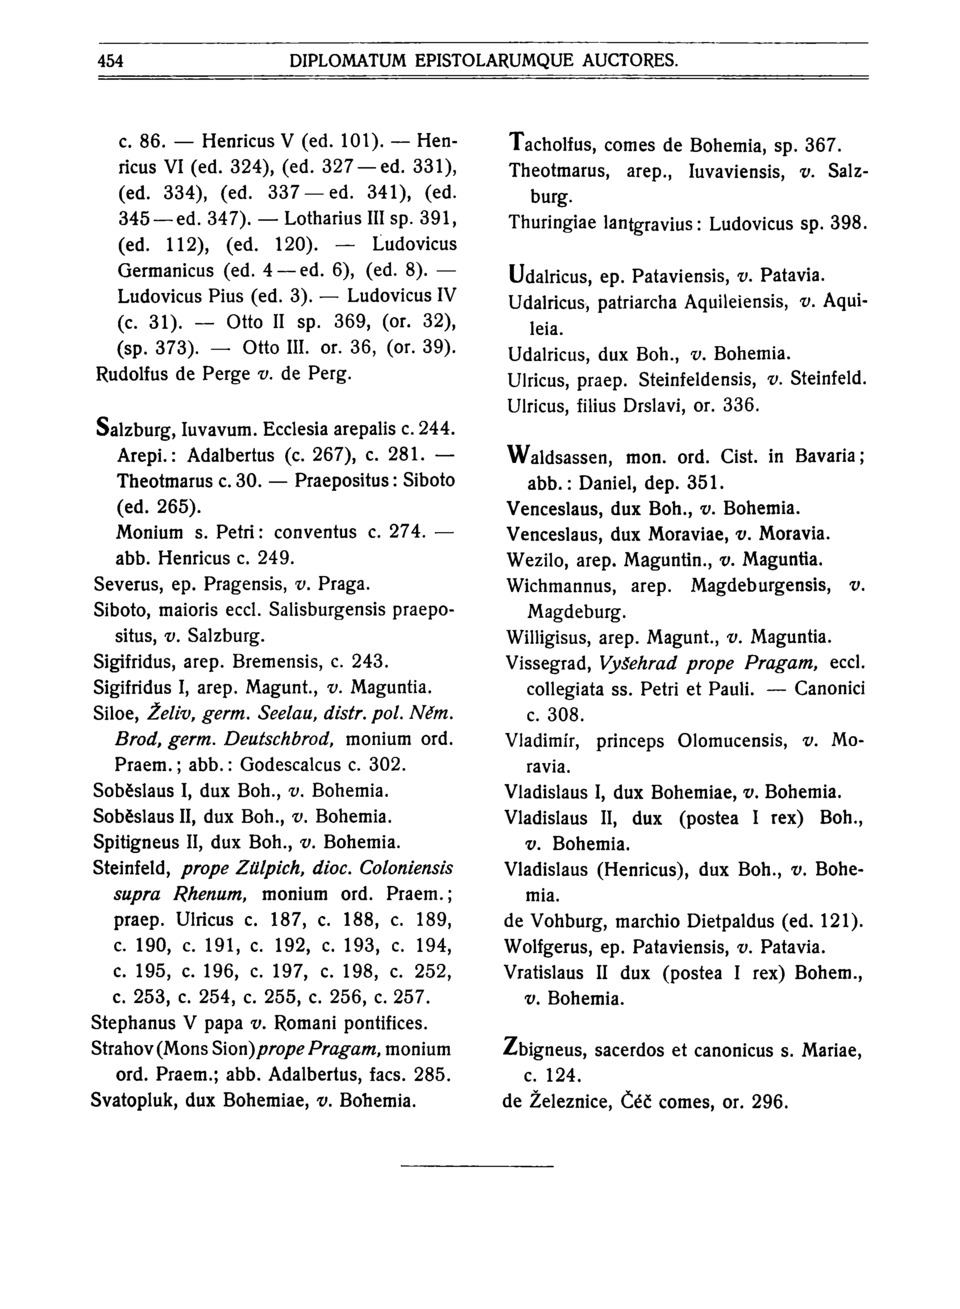 454 DIPLOMATUM EPISTOLARUMQUE AUCTORES.
c. 86. — Henricus V (ed. 101). — Hen-
ricus VI (ed. 324), (ed. 327 — ed. 331),
(ed. 334), (ed. 337 — ed. 341), (ed.
345 — ed. 347). — Lotharius III sp. 391,
(ed. 112), (ed. 120). — Ludovicus
Germanicus (ed. 4 — ed. 6), (ed. 8). —
Ludovicus Pius (ed. 3). — Ludovicus IV
(c. 31). — Otto II sp. 369, (or. 32),
(sp. 373). — Otto III. or. 36, (or. 39).
Rudolfus de Perge v. de Perg.
Salzburg, Iuvavum. Ecclesia arepalis c. 244.
Arepi.: Adalbertus (c. 267), c. 281. —
Theotmarus c. 30. — Praepositus: Siboto
(ed. 265).
Monium s. Petri: conventus c. 274. —
abb. Henricus c. 249.
Severus, ep. Pragensis, v. Praga.
Siboto, maioris eccl. Salisburgensis praepo-
situs, v. Salzburg.
Sigifridus, arep. Bremensis, c. 243.
Sigifridus I, arep. Magunt., v. Maguntia.
Siloe, Želiv, germ. Seelau, distr. pol. Něm.
Brod, germ. Deutschbrod, monium ord.
Praem.; abb.: Godescalcus c. 302.
Soběslaus I, dux Boh., v. Bohemia.
Soběslaus II, dux Boh., v. Bohemia.
Spitigneus II, dux Boh., v. Bohemia.
Steinfeld, prope Zülpich, dioc. Coloniensis
supra Rhenum, monium ord. Praem.;
praep. Ulricus c. 187, c. 188, c. 189,
c. 190, c. 191, c. 192, c. 193, c. 194,
c. 195, c. 196, c. 197, c. 198, c. 252,
c. 253, c. 254, c. 255, c. 256, c. 257.
Stephanus V papa v. Romani pontifices.
Strahov (Mons Sion) prope Pragam, monium
ord. Praem.; abb. Adalbertus, facs. 285.
Svatopluk, dux Bohemiae, v. Bohemia.
Tacholfus, comes de Bohemia, sp. 367.
Theotmarus, arep., Iuvaviensis, v. Salz-
burg.
Thuringiae lantgravius: Ludovicus sp. 398.
Udalricus, ep. Pataviensis, v. Patavia.
Udalricus, patriarcha Aquileiensis, v. Aqui-
leia.
Udalricus, dux Boh., v. Bohemia.
Ulricus, praep. Steinfeldensis, v. Steinfeld.
Ulricus, filius Drslavi, or. 336.
Waldsassen, mon. ord. Cist. in Bavaria;
abb.: Daniel, dep. 351.
Venceslaus, dux Boh., v. Bohemia.
Venceslaus, dux Moraviae, v. Moravia.
Wezilo, arep. Maguntin., v. Maguntia.
Wichmannus, arep. Magdeburgensis, v.
Magdeburg.
Willigisus, arep. Magunt., v. Maguntia.
Vissegrad, Vyšehrad prope Pragam, eccl.
collegiata ss. Petri et Pauli. — Canonici
c. 308.
Vladimír, princeps Olomucensis, v. Mo-
ravia.
Vladislaus I, dux Bohemiae, v. Bohemia.
Vladislaus II, dux (postea I rex) Boh.,
v. Bohemia.
Vladislaus (Henricus), dux Boh., v. Bohe-
mia.
de Vohburg, marchio Dietpaldus (ed. 121).
Wolfgerus, ep. Pataviensis, v. Patavia.
Vratislaus II dux (postea I rex) Bohem.,
v. Bohemia.
Zbigneus, sacerdos et canonicus s. Mariae,
c. 124.
de Železnice, Čéč comes, or. 296.